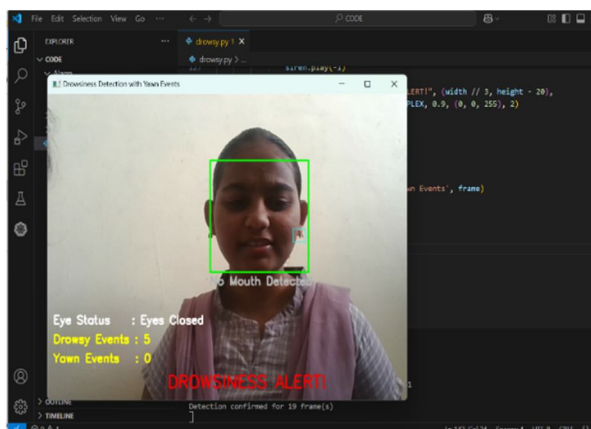 File Edit Selection View Go ...
CODE
EXPLORER ...
drowsy.py 1 X
CODE
drowsy.py > ...
siren.play(-1)
Drowsiness Detection with Yawn Events
LERT!", (width // 3, height - 20),
PLEX, 0.9, (0, 0, 255), 2)
wn Events', frame)
No Mouth Detected
Eye Status : Eyes Closed
Drowsy Events : 5
Yawn Events : 0
DROWSINESS ALERT!
OUTLINE
TIMELINE
Detection confirmed for 19 frame(s)